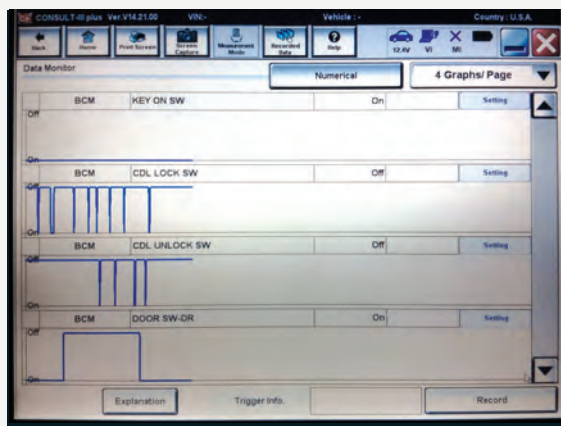 CONSULT-III plus Ver.V14.21.00 VIN:- Vehicle : - Country : U.S.A.
Back Home Print Screen Screen Capture Measurement Mode Recorded Data Help 12.4V VI MI
Data Monitor Numerical 4 Graphs/ Page
BCM KEY ON SW On Setting
Off
On
BCM CDL LOCK SW Off Setting
Off
On
BCM CDL UNLOCK SW Off Setting
Off
On
BCM DOOR SW-DR On Setting
Off
On
Explanation Trigger Info. Record